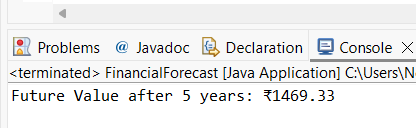 Problems @ Javadoc Declaration Console
<terminated> FinancialForecast [Java Application] C:\Users\N
Future Value after 5 years: ₹1469.33